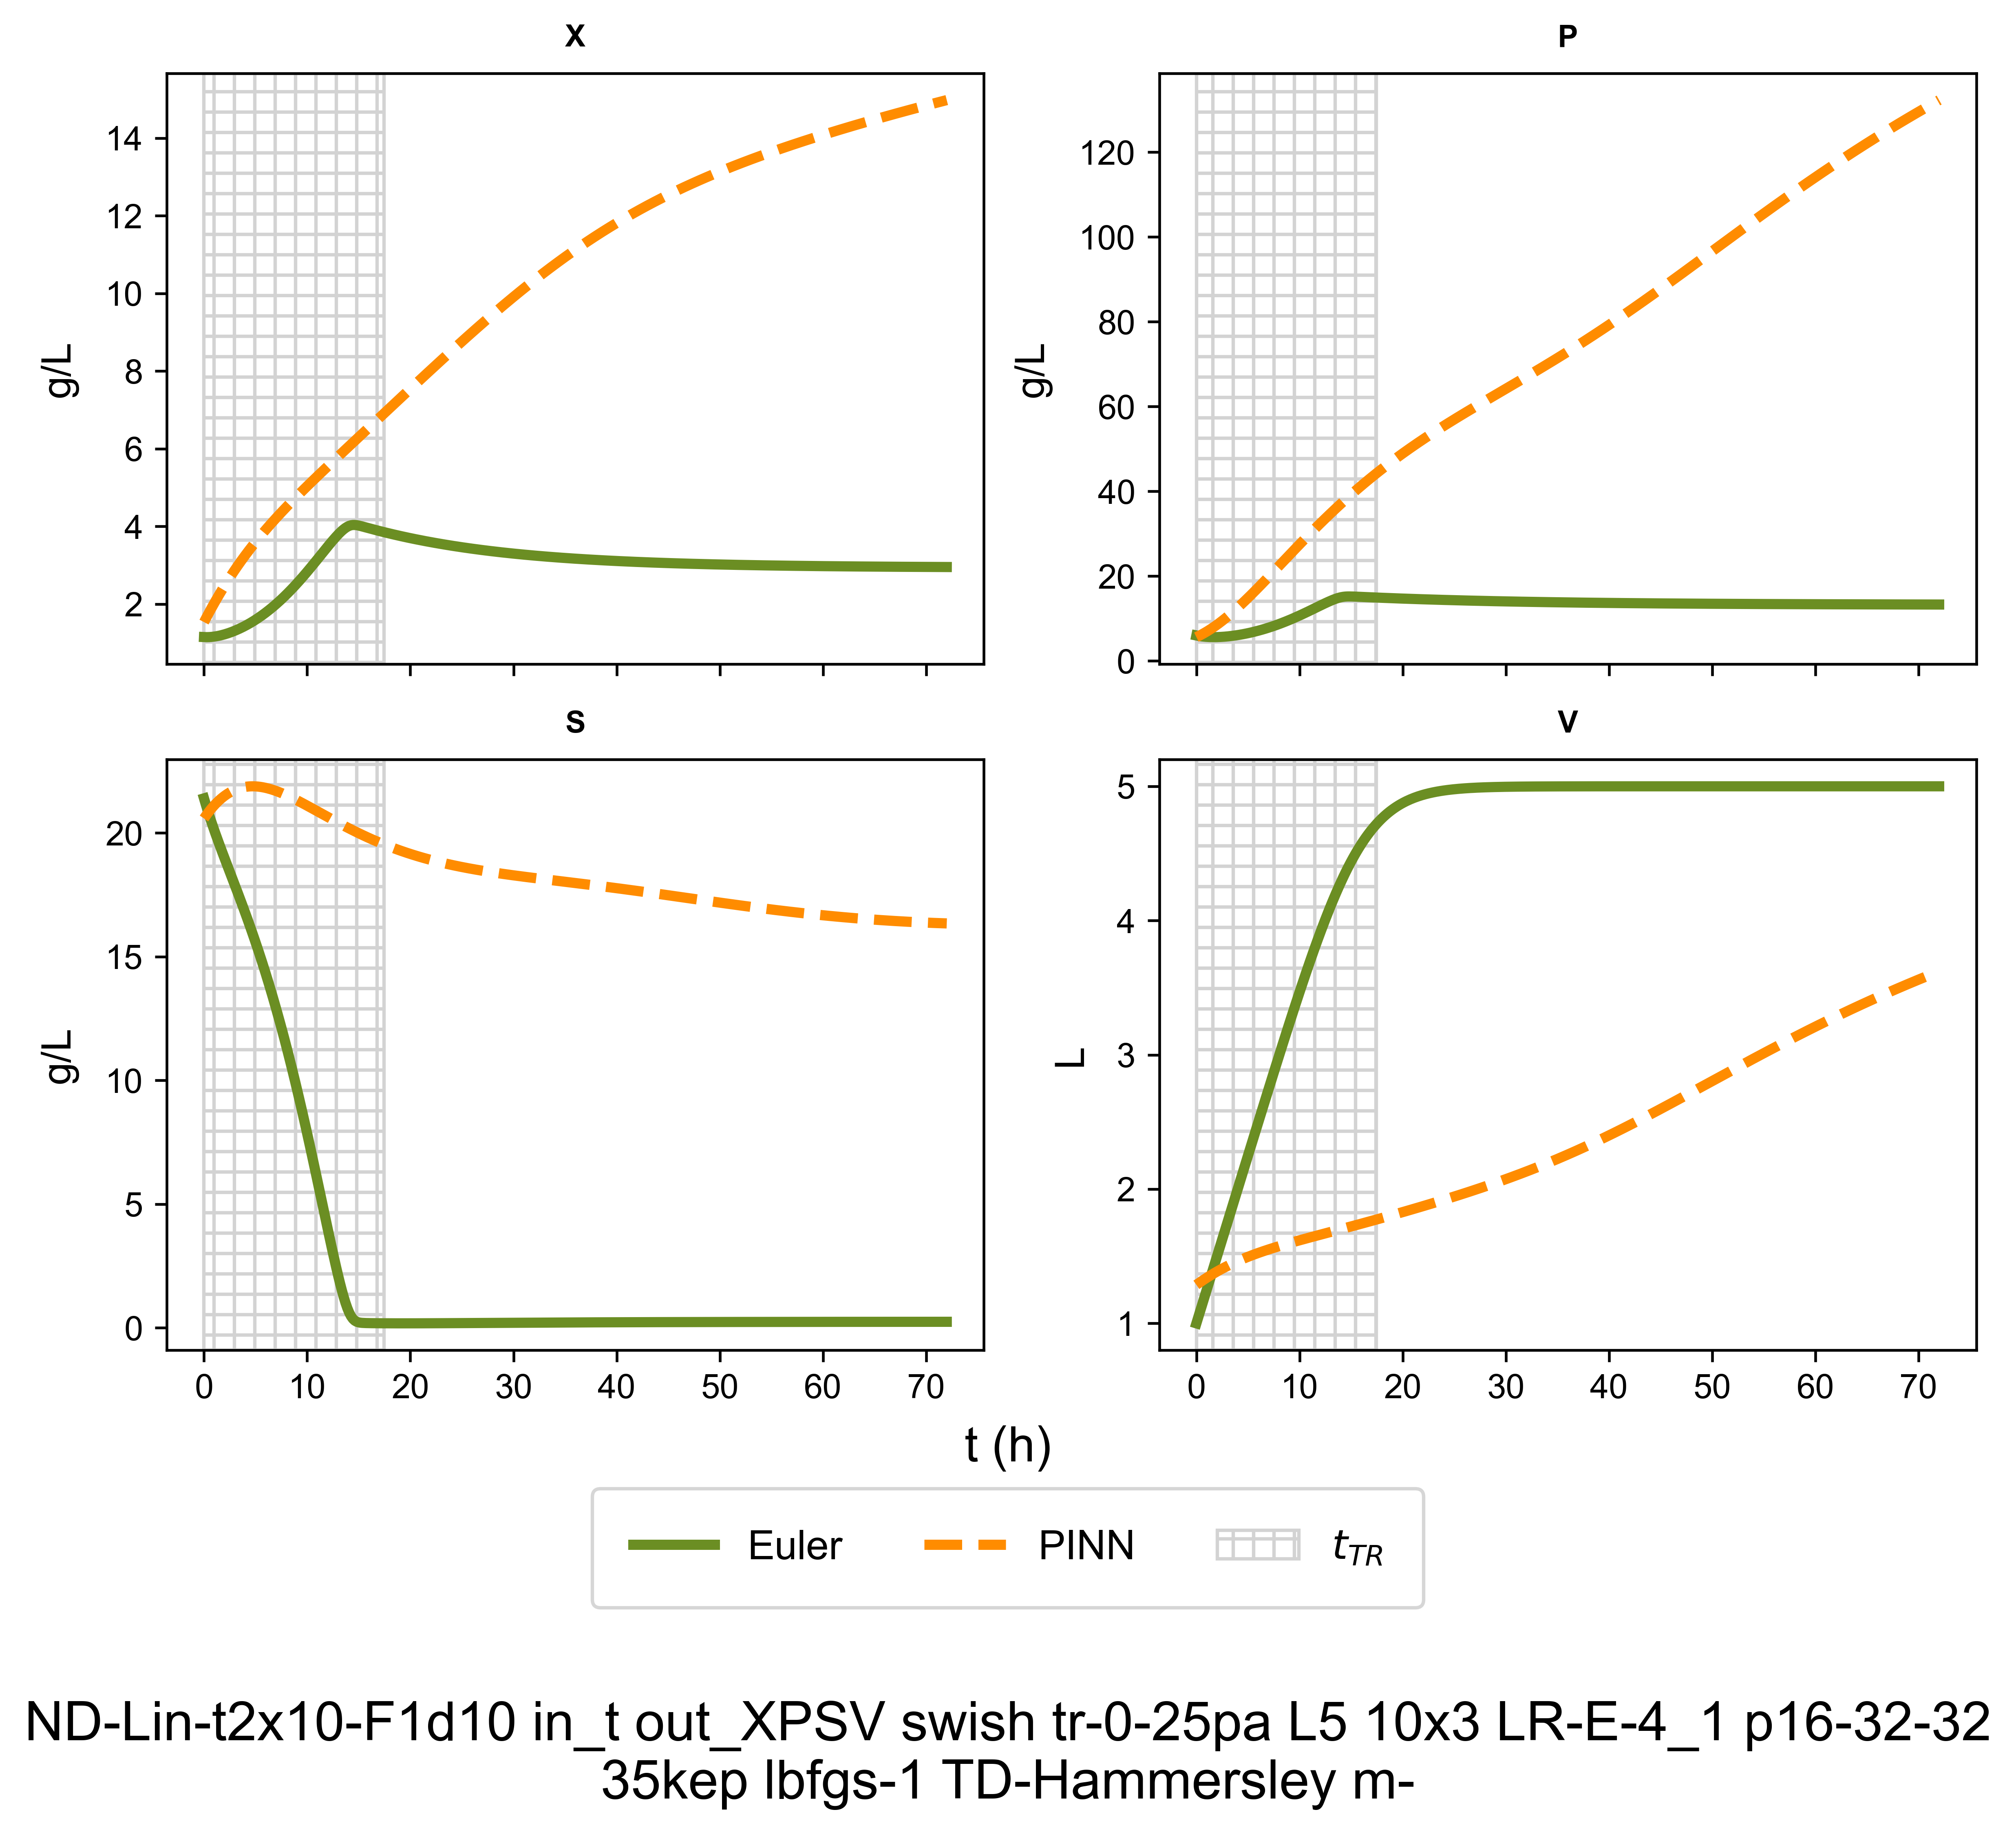 X
P
14
12
10
8
6
4
2
g/L
120
100
80
60
40
20
0
g/L
S
V
20
15
10
5
0
g/L
5
4
3
2
1
L
0 10 20 30 40 50 60 70
0 10 20 30 40 50 60 70
t (h)
Euler PINN t_TR
ND-Lin-t2x10-F1d10 in_t out_XPSV swish tr-0-25pa L5 10x3 LR-E-4_1 p16-32-32
35kep lbfgs-1 TD-Hammersley m-